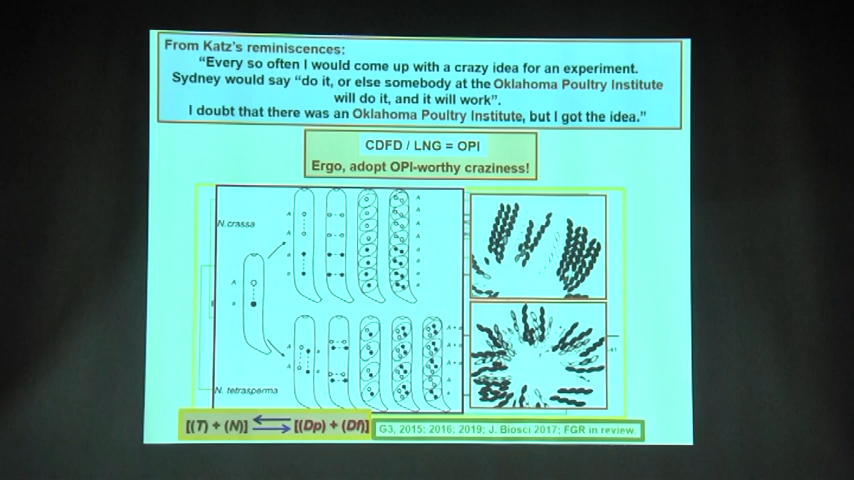 From Katz's reminiscences:
"Every so often I would come up with a crazy idea for an experiment.
Sydney would say "do it, or else somebody at the Oklahoma Poultry Institute
will do it, and it will work".
I doubt that there was an Oklahoma Poultry Institute, but I got the idea."
CDFD / LNG = OPI
Ergo, adopt OPI-worthy craziness!
N.crassa
N. tetrasperma
[(T) + (N)] [(Dp) + (Df)]
G3, 2015; 2016; 2019; J. Biosci 2017; FGR in review.